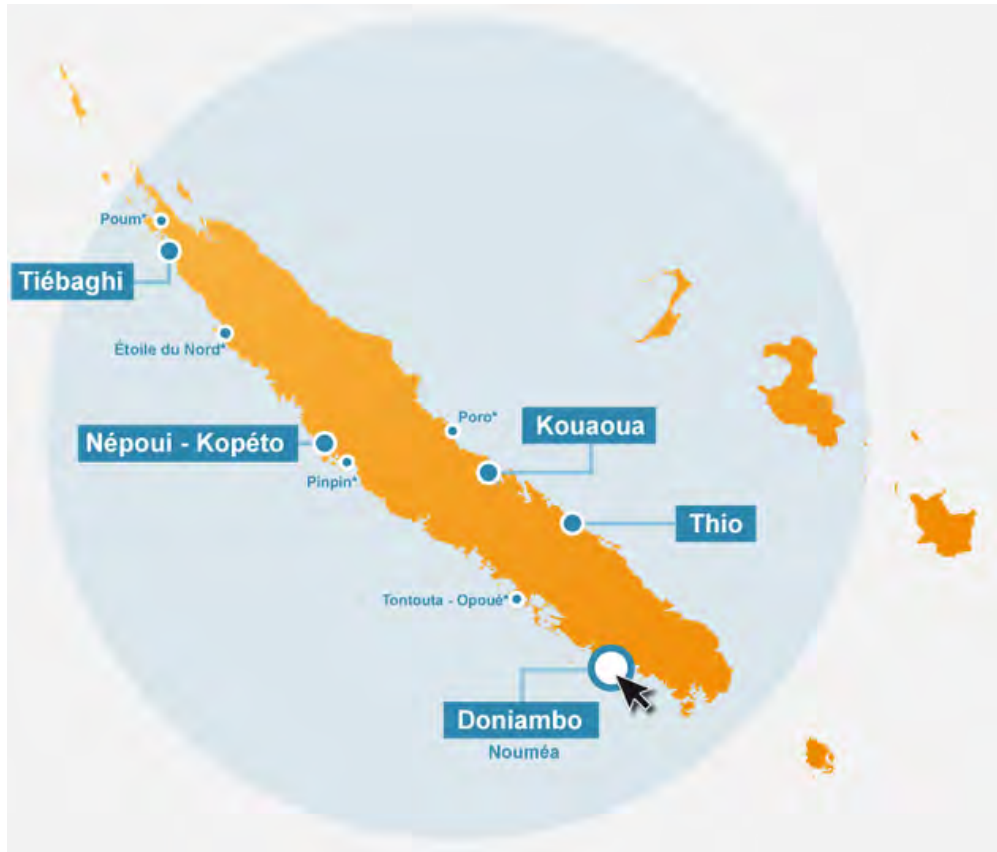 Poum*
Tiébaghi
Étoile du Nord*
Poro*
Kouaoua
Népoui - Kopéto
Pinpin*
Thio
Tontouta - Opoué*
Doniambo
Nouméa